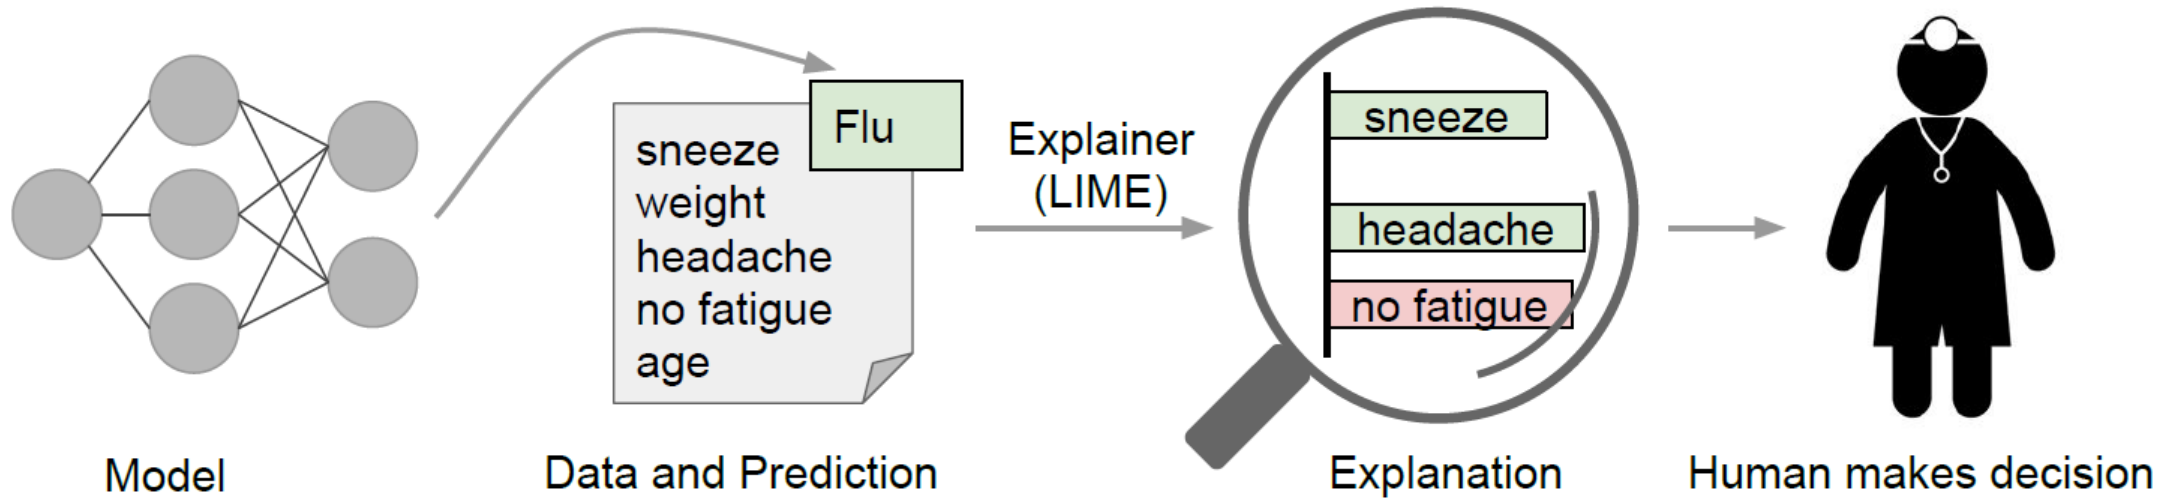 Flu
sneeze
weight
headache
no fatigue
age
Explainer
(LIME)
sneeze
headache
no fatigue
Model
Data and Prediction
Explanation
Human makes decision